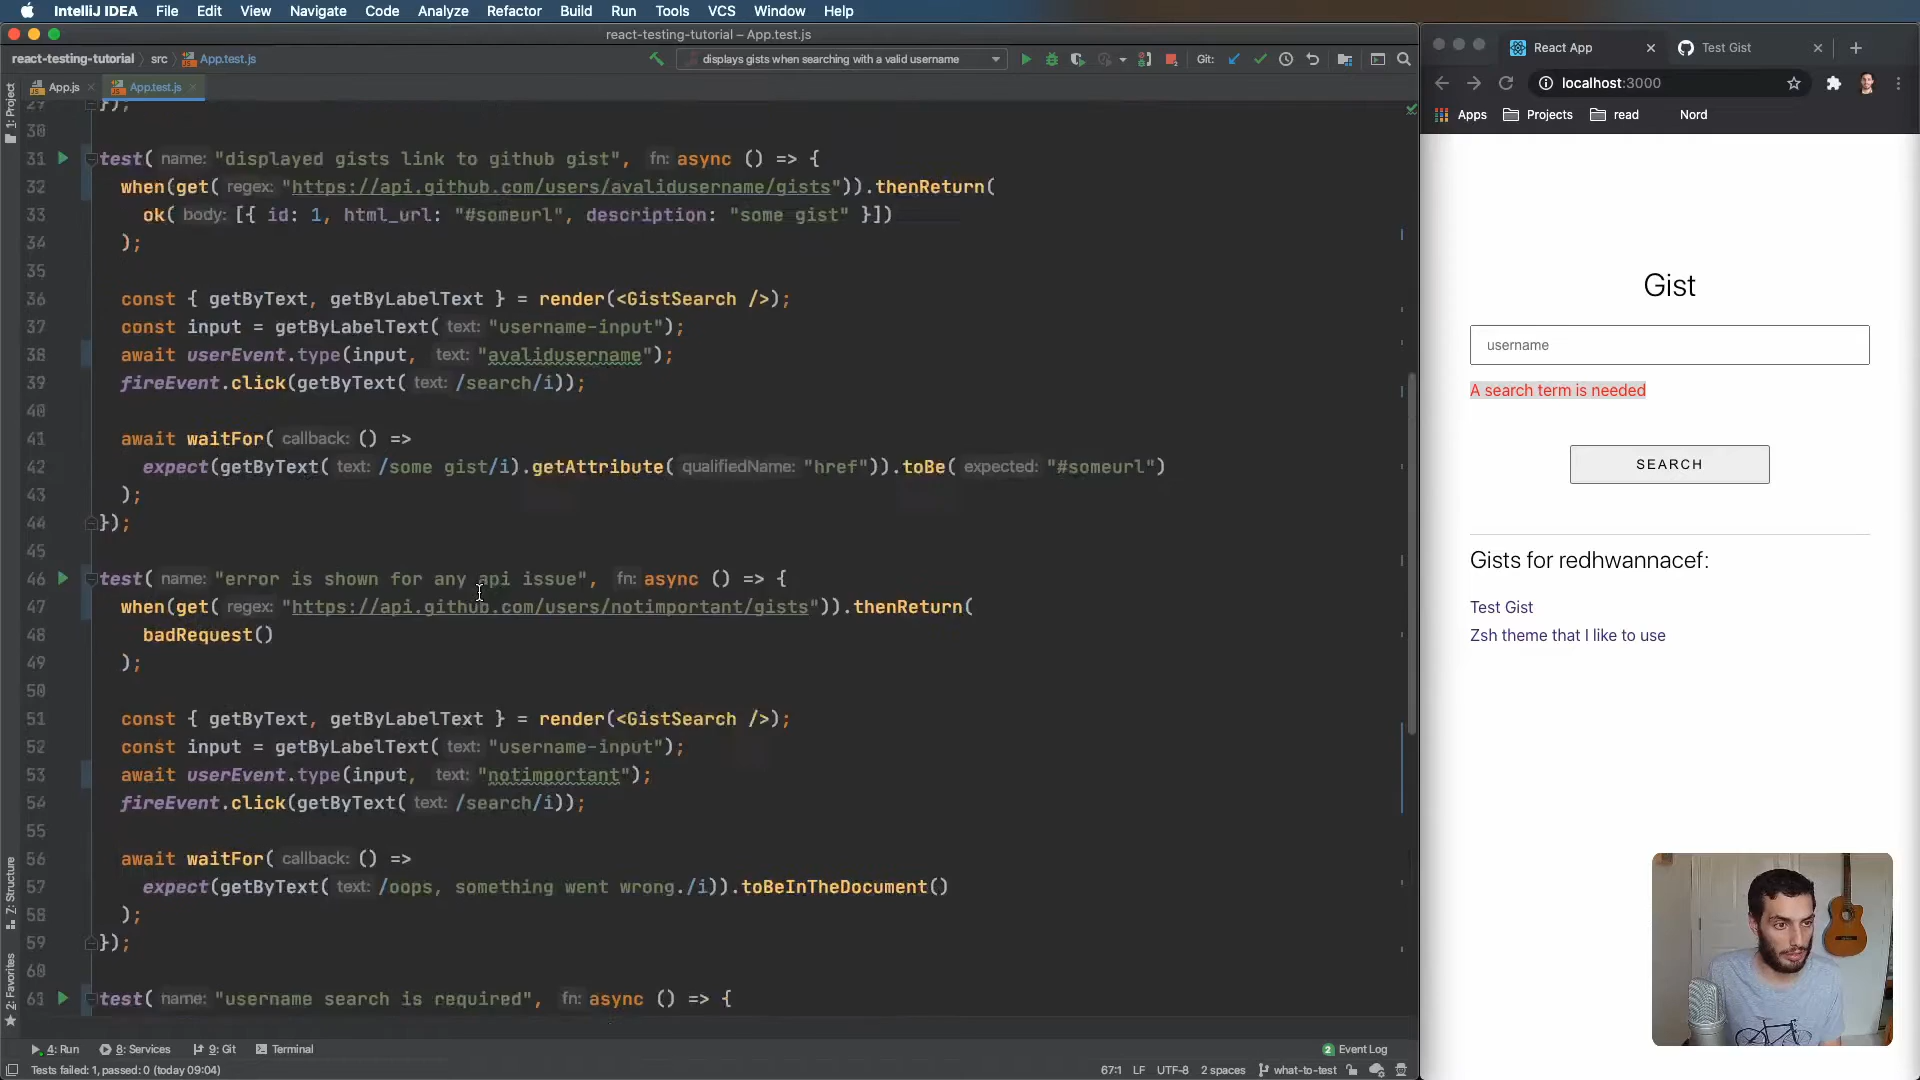 IntelliJ IDEA File Edit View Navigate Code Analyze Refactor Build Run Tools VCS Window Help
react-testing-tutorial – App.test.js
react-testing-tutorial src App.test.js
displays gists when searching with a valid username
Git:
App.js App.test.js
1: Project
29 });
30
31 test( name: "displayed gists link to github gist", fn: async () => {
32 when(get( regex: "https://api.github.com/users/avalidusername/gists")).thenReturn(
33 ok( body: [{ id: 1, html_url: "#someurl", description: "some gist" }])
34 );
35
36 const { getByText, getByLabelText } = render(<GistSearch />);
37 const input = getByLabelText( text: "username-input");
38 await userEvent.type(input, text: "avalidusername");
39 fireEvent.click(getByText( text: /search/i));
40
41 await waitFor( callback: () =>
42 expect(getByText( text: /some gist/i).getAttribute( qualifiedName: "href")).toBe( expected: "#someurl")
43 );
44 });
45
46 test( name: "error is shown for any api issue", fn: async () => {
47 when(get( regex: "https://api.github.com/users/notimportant/gists")).thenReturn(
48 badRequest()
49 );
50
51 const { getByText, getByLabelText } = render(<GistSearch />);
52 const input = getByLabelText( text: "username-input");
53 await userEvent.type(input, text: "notimportant");
54 fireEvent.click(getByText( text: /search/i));
55
56 await waitFor( callback: () =>
57 expect(getByText( text: /oops, something went wrong./i)).toBeInTheDocument()
58 );
59 });
60
61 test( name: "username search is required", fn: async () => {
7: Structure
2: Favorites
4: Run 8: Services 9: Git Terminal
2 Event Log
Tests failed: 1, passed: 0 (today 09:04)
67:1 LF UTF-8 2 spaces what-to-test
React App Test Gist
localhost:3000
Apps Projects read Nord
Gist
username
A search term is needed
SEARCH
Gists for redhwannacef:
Test Gist
Zsh theme that I like to use